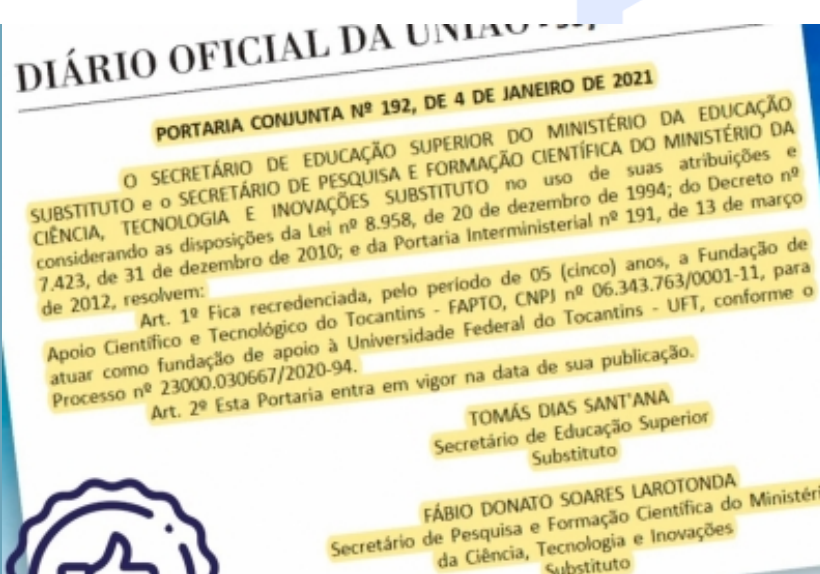 DIÁRIO OFICIAL DA UNIÃO
PORTARIA CONJUNTA Nº 192, DE 4 DE JANEIRO DE 2021
O SECRETÁRIO DE EDUCAÇÃO SUPERIOR DO MINISTÉRIO DA EDUCAÇÃO
SUBSTITUTO e o SECRETÁRIO DE PESQUISA E FORMAÇÃO CIENTÍFICA DO MINISTÉRIO DA
CIÊNCIA, TECNOLOGIA E INOVAÇÕES SUBSTITUTO no uso de suas atribuições e
considerando as disposições da Lei nº 8.958, de 20 de dezembro de 1994; do Decreto nº
7.423, de 31 de dezembro de 2010; e da Portaria Interministerial nº 191, de 13 de março
de 2012, resolvem:
Art. 1º Fica recredenciada, pelo período de 05 (cinco) anos, a Fundação de
Apoio Científico e Tecnológico do Tocantins - FAPTO, CNPJ nº 06.343.763/0001-11, para
atuar como fundação de apoio à Universidade Federal do Tocantins - UFT, conforme o
Processo nº 23000.030667/2020-94.
Art. 2º Esta Portaria entra em vigor na data de sua publicação.
TOMÁS DIAS SANT'ANA
Secretário de Educação Superior
Substituto
FÁBIO DONATO SOARES LAROTONDA
Secretário de Pesquisa e Formação Científica do Ministéri
da Ciência, Tecnologia e Inovações
Substituto